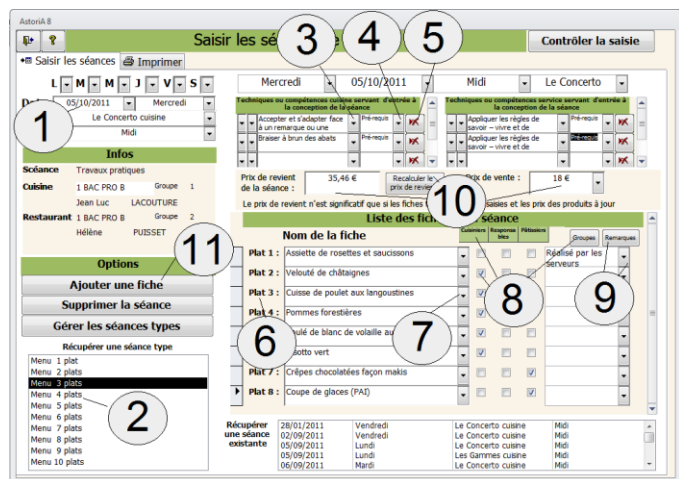 AstoriA 8
?
Saisir les sé
Contrôler la saisie
Saisir les séances
Imprimer
L M M J V S
05/10/2011 Mercredi
Le Concerto cuisine
Midi
1
Infos
Scéance Travaux pratiques
Cuisine 1 BAC PRO B Groupe 1
Jean Luc LACOUTURE
Restaurant 1 BAC PRO B Groupe 2
Hélène PUISSET
Options
Ajouter une fiche
Supprimer la séance
Gérer les séances types
11
Récupérer une séance type
Menu 1 plat
Menu 2 plats
Menu 3 plats
Menu 4 plats
Menu 5 plats
Menu 6 plats
Menu 7 plats
Menu 8 plats
Menu 9 plats
Menu 10 plats
2
3
4
5
Mercredi 05/10/2011 Midi Le Concerto
Techniques ou compétences cuisine servant d'entrée à
la conception de la séance
Accepter et s'adapter face
à un remarque ou une
Pré-requis
Braiser à brun des abats
Pré-requis
Techniques ou compétences service servant d'entrée à
la conception de la séance
Appliquer les règles de
savoir – vivre et de
Pré-requis
Appliquer les règles de
savoir – vivre et de
Pré-requis
Prix de revient
de la séance :
35,46 €
Recalculer le
prix de revie
Prix de vente :
18 €
10
Le prix de revient n'est significatif que si les fiches
saisies et les prix des produits à jour
Liste des fic
séance
Nom de la fiche
Cuisiniers
Responsa
bles
Pâtissiers
Groupes
Remarques
Plat 1 : Assiette de rosettes et saucissons
Réalisé par les
serveurs
Plat 2 : Velouté de châtaignes
Plat 3 : Cuisse de poulet aux langoustines
Plat 4 : Pommes forestières
oulé de blanc de volaille au
sotto vert
Plat 7 : Crêpes chocolatées façon makis
Plat 8 : Coupe de glaces (PAI)
6
7
8
9
Récupérer
une séance
existante
28/01/2011 Vendredi Le Concerto cuisine Midi
02/09/2011 Vendredi Le Concerto cuisine Midi
05/09/2011 Lundi Le Concerto cuisine Midi
05/09/2011 Lundi Les Gammes cuisine Midi
06/09/2011 Mardi Le Concerto cuisine Midi